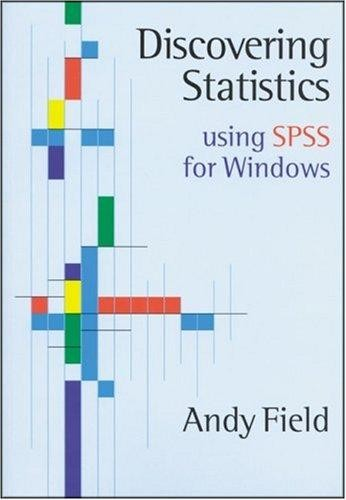 Discovering
Statistics
using SPSS
for Windows
Andy Field